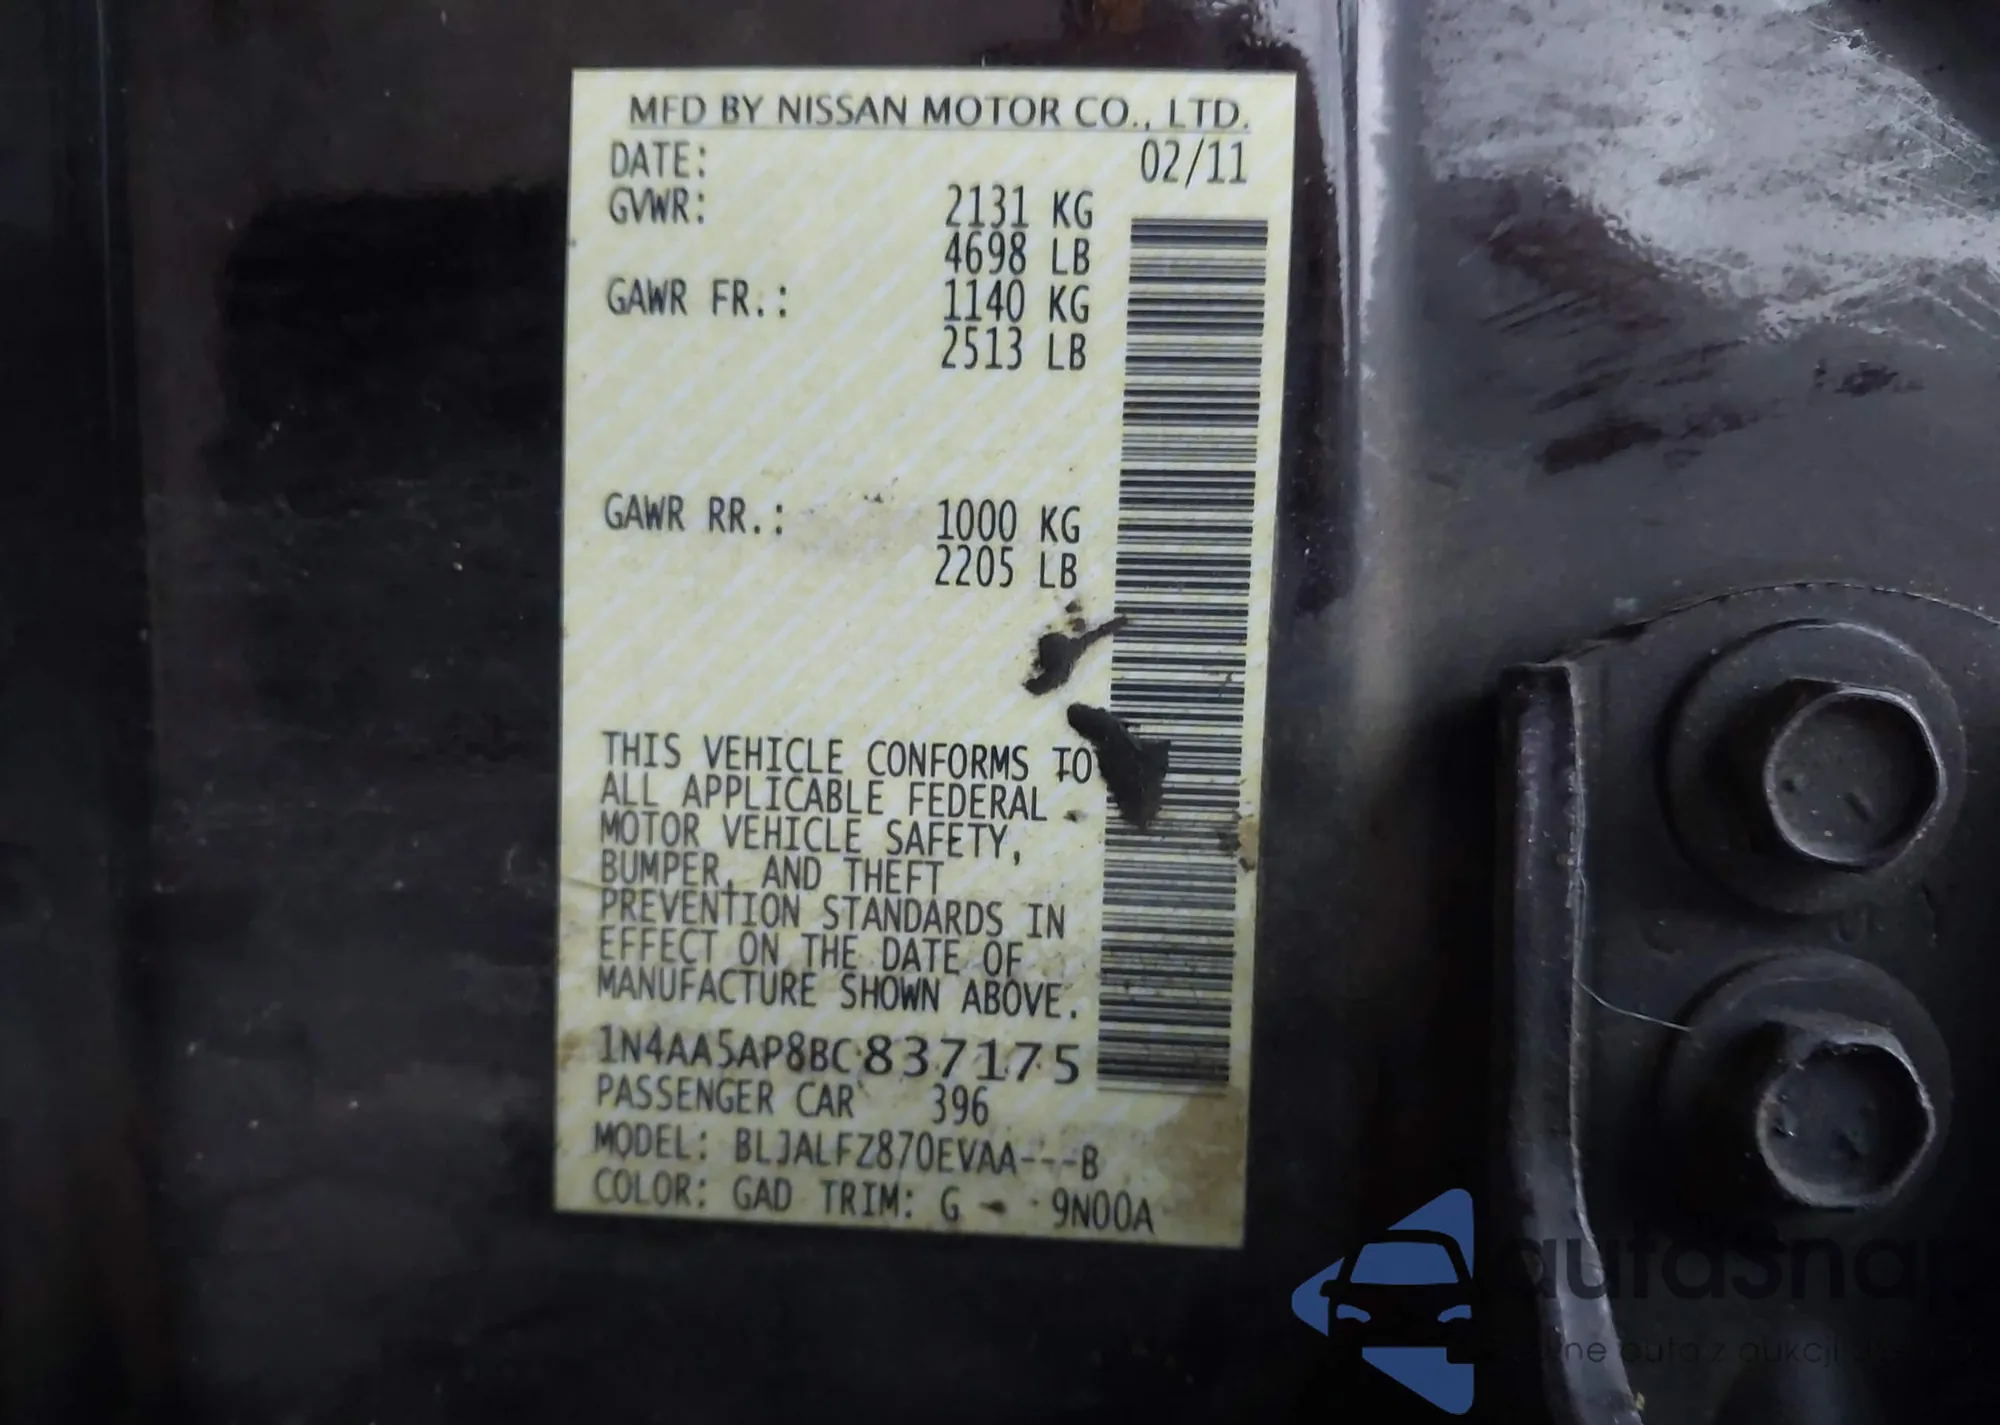 MFD BY NISSAN MOTOR CO., LTD.
DATE: 02/11
GVWR: 2131 KG
4698 LB
GAWR FR.: 1140 KG
2513 LB
GAWR RR.: 1000 KG
2205 LB
THIS VEHICLE CONFORMS TO
ALL APPLICABLE FEDERAL
MOTOR VEHICLE SAFETY,
BUMPER, AND THEFT
PREVENTION STANDARDS IN
EFFECT ON THE DATE OF
MANUFACTURE SHOWN ABOVE.
1N4AA5AP8BC837175
PASSENGER CAR 396
MODEL: BLJALFZ870EVAA---B
COLOR: GAD TRIM: G - 9N00A
autasna
auta z aukcji